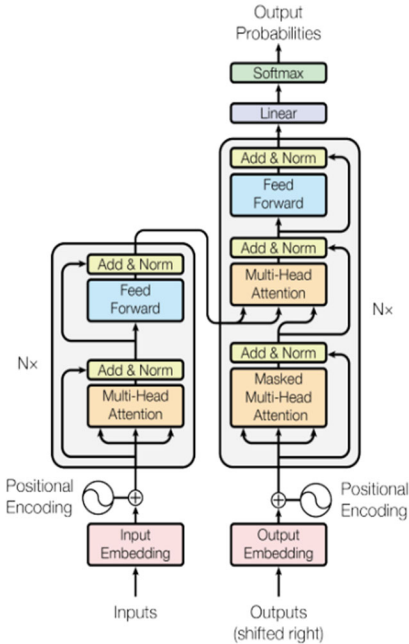 Output
Probabilities
Softmax
Linear
Add & Norm
Feed
Forward
Add & Norm
Multi-Head
Attention
Add & Norm
Masked
Multi-Head
Attention
N×
Add & Norm
Feed
Forward
Add & Norm
Multi-Head
Attention
N×
Positional
Encoding
Positional
Encoding
Input
Embedding
Output
Embedding
Inputs
Outputs
(shifted right)